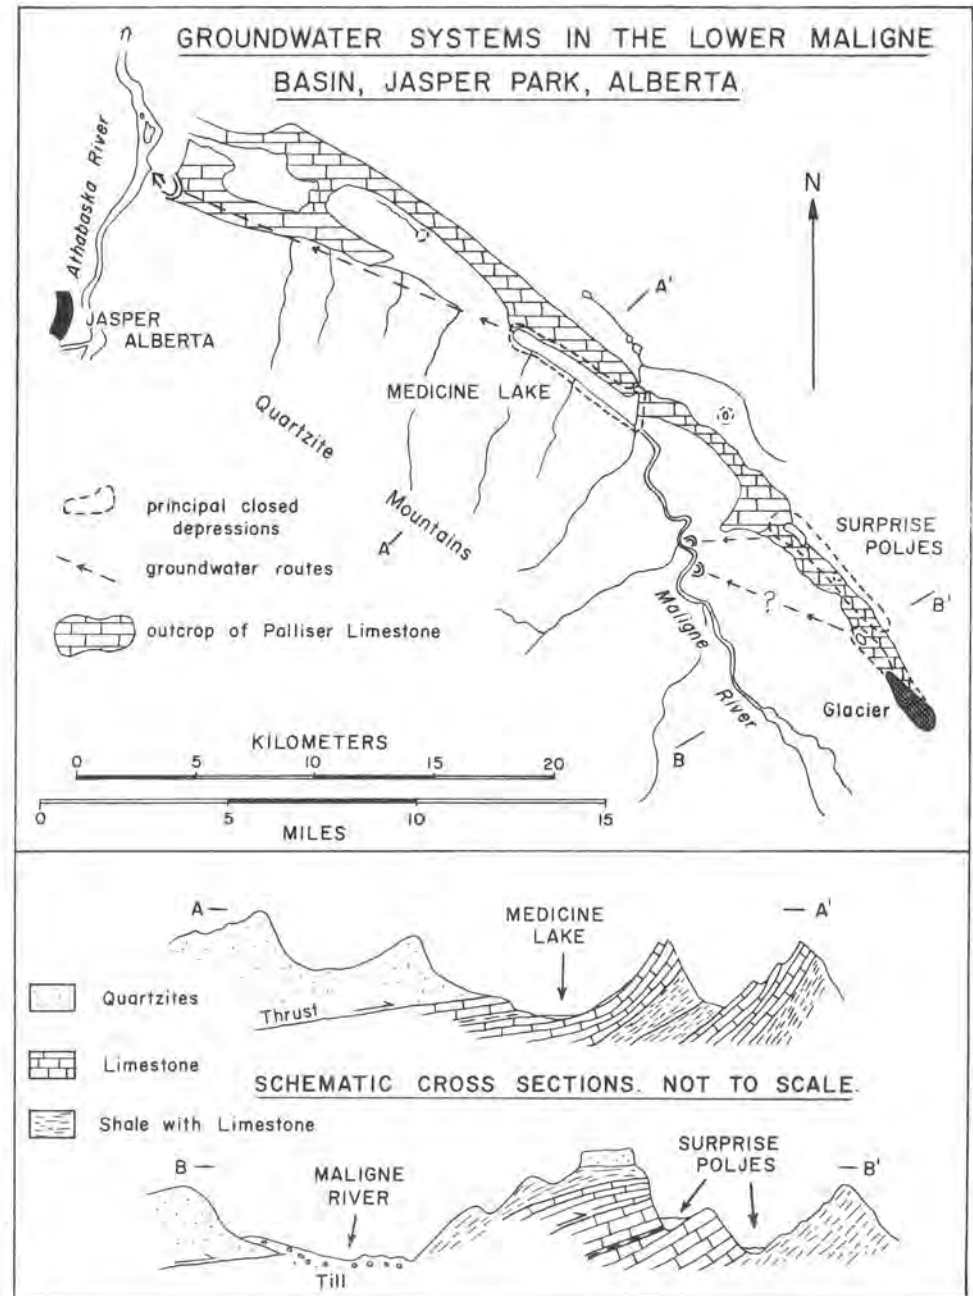 GROUNDWATER SYSTEMS IN THE LOWER MALIGNE
BASIN, JASPER PARK, ALBERTA.
Athabaska River
N
A'
JASPER
ALBERTA
MEDICINE LAKE
Quartzite
Mountains
A
principal closed
depressions
SURPRISE
POLJES
groundwater routes
B'
?
outcrop of Palliser Limestone
Maligne
River
Glacier
B
KILOMETERS
0 5 10 15 20
0 5 10 15
MILES
A
MEDICINE
LAKE
A'
Quartzites
Thrust
Limestone
SCHEMATIC CROSS SECTIONS. NOT TO SCALE.
Shale with Limestone
B
MALIGNE
RIVER
SURPRISE
POLJES
B'
Till